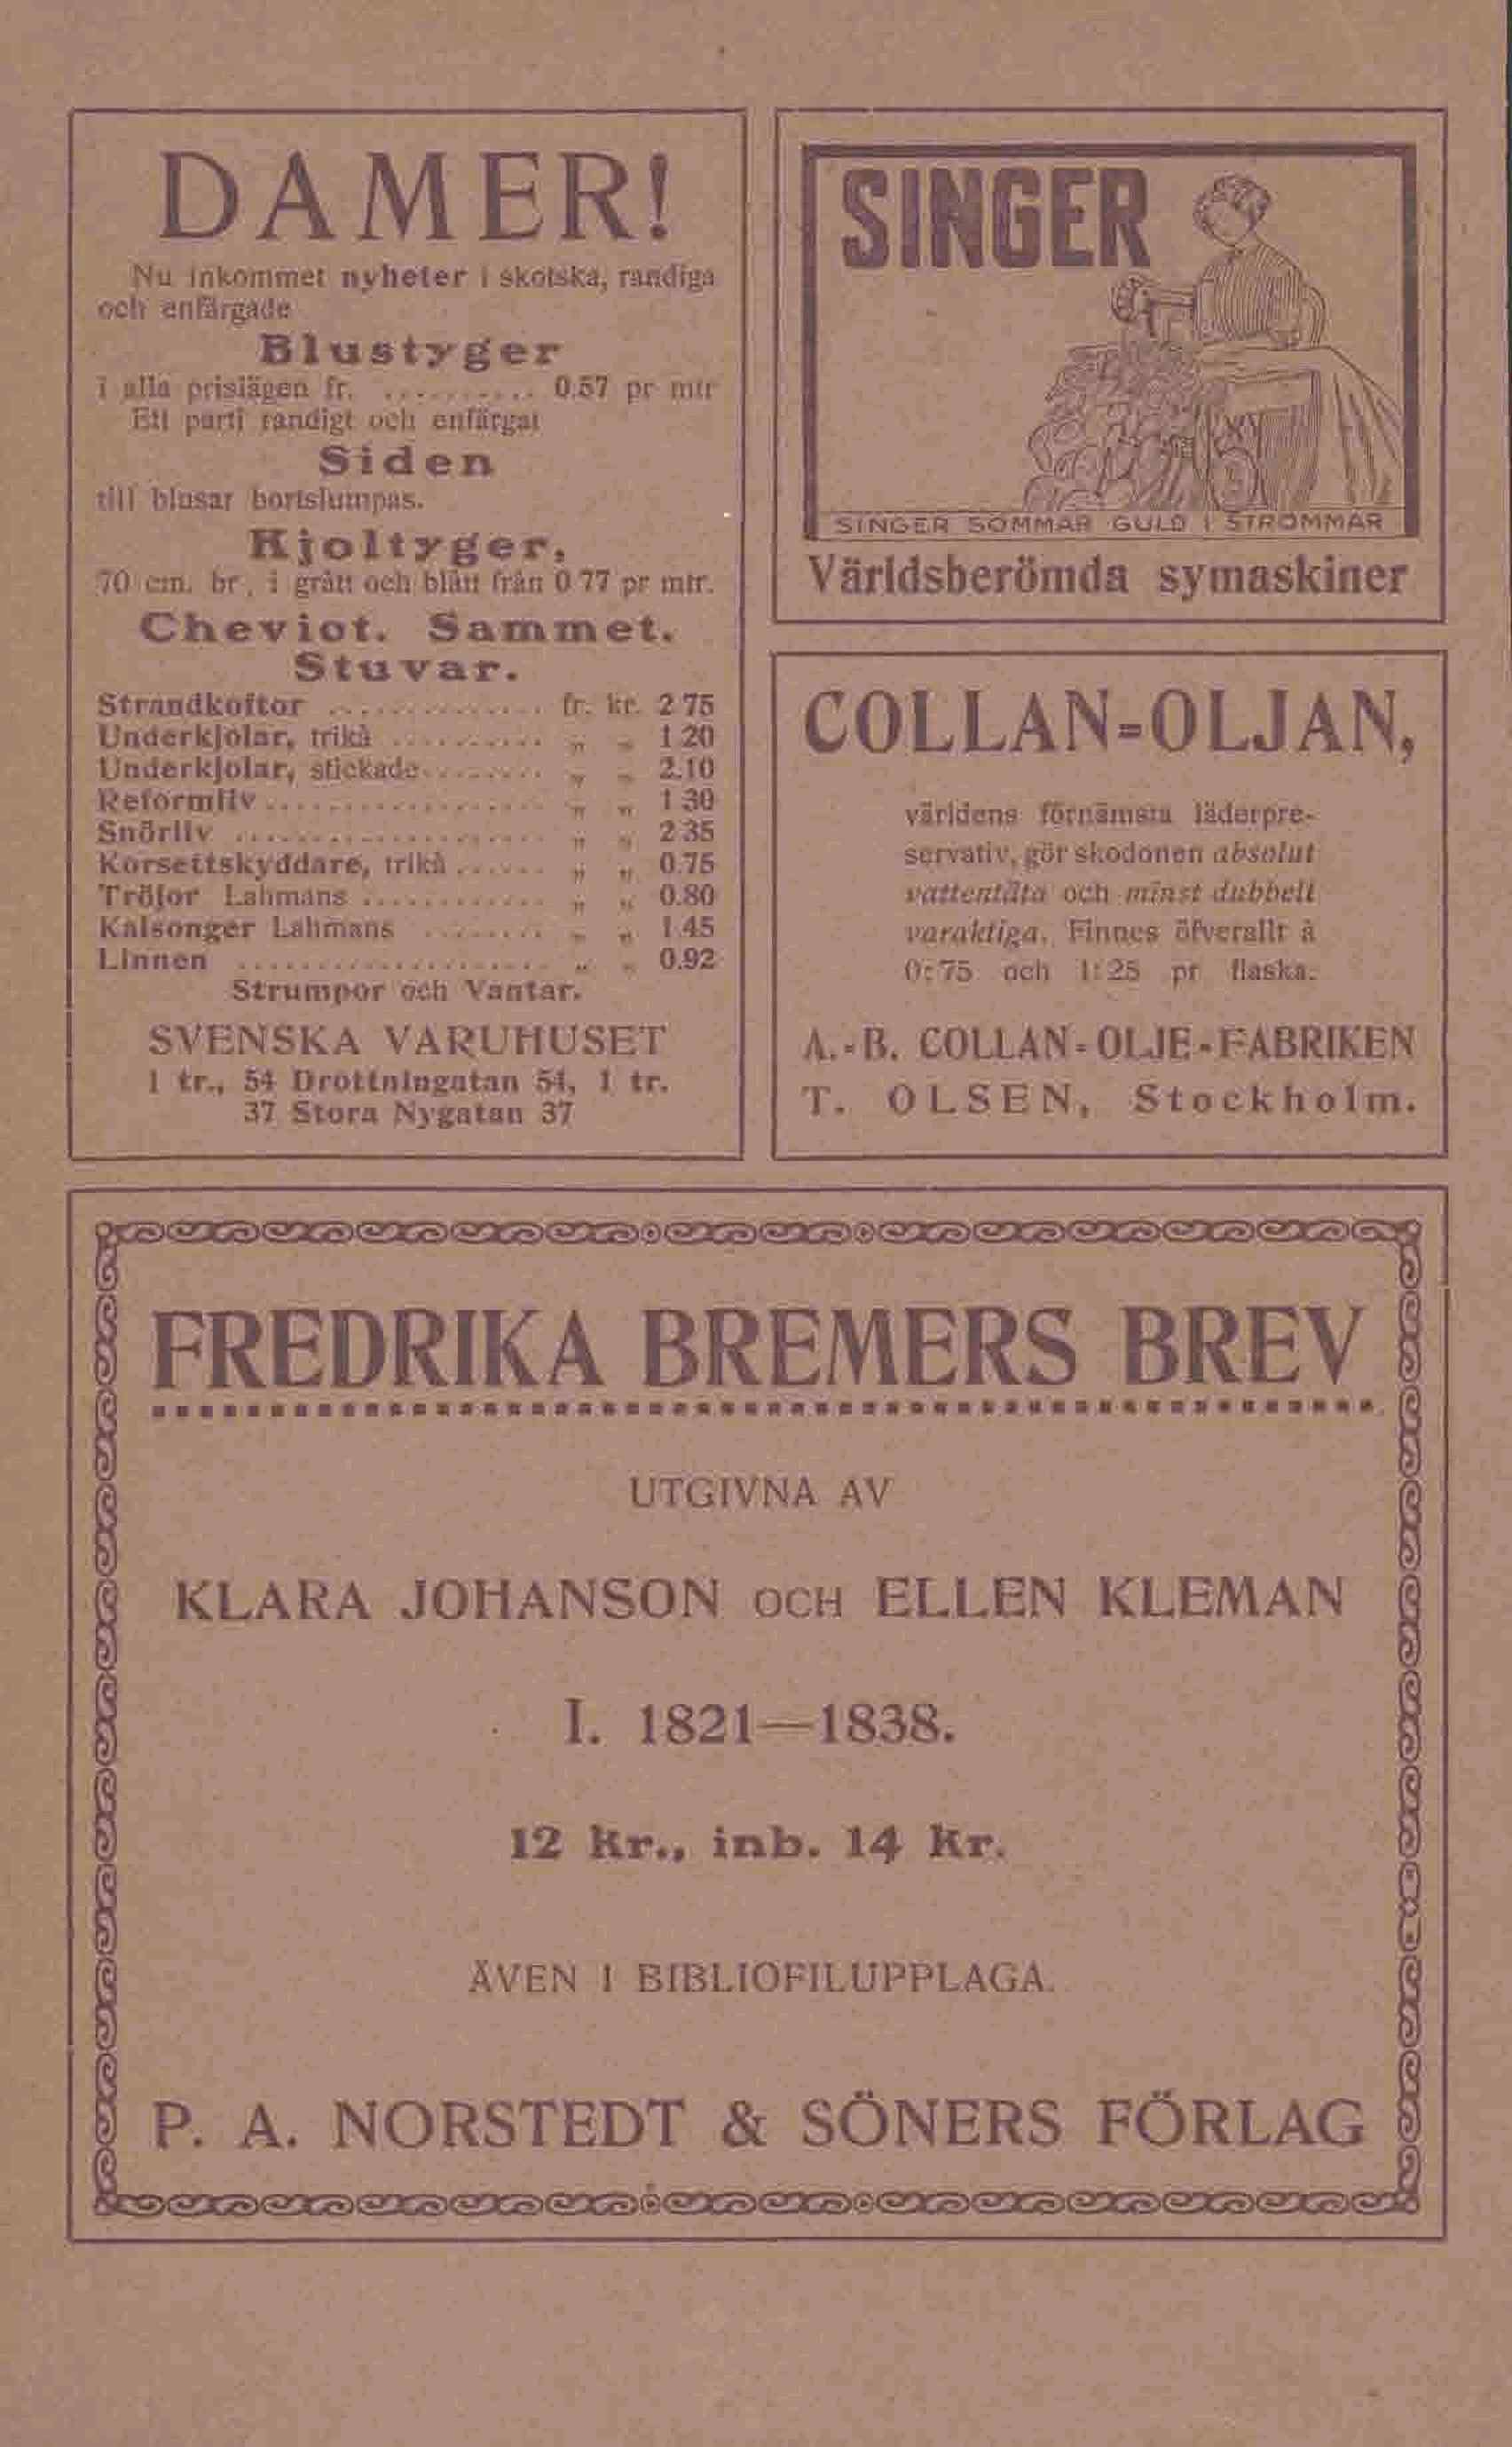 DAMER!
Nu inkommet nyheter i skotska, randiga
och enfärgade
Blustyger
i alla prislägen fr. ........... 0.57 pr mtr
Ett parti randigt och enfärgat
Siden
till blusar bortslumpas.
Kjoltyger,
70 cm. br, i grått och blått från 0 77 pr mtr.
Cheviot. Sammet.
Stuvar.
Strandkoftor ............... fr. kr. 2 75
Underkjolar, trikå ........... „ „ 1 20
Underkjolar, stickade......... „ „ 2.10
Reformliv.................... „ „ 1 30
Snörliv ...................... „ „ 2 35
Korsettskyddare, trikå ...... „ „ 0.75
Tröjor Lahmans ............. „ „ 0.80
Kalsonger Lahmans ........ „ „ 1.45
Linnen ...................... „ „ 0.92
Strumpor och Vantar.
SVENSKA VARUHUSET
1 tr., 54 Drottningatan 54, 1 tr.
37 Stora Nygatan 37
SINGER
SINGER SÖMMAR GULD I STRÖMMAR
Världsberömda symaskiner
COLLAN-OLJAN,
världens förnämsta läderpre-
servativ, gör skodonen absolut
vattentäta och minst dubbelt
varaktiga. Finnes öfverallt à
0:75 och 1:25 pr flaska.
A.-B. COLLAN-OLJE-FABRIKEN
T. OLSEN, Stockholm.
FREDRIKA BREMERS BREV
UTGIVNA AV
KLARA JOHANSON OCH ELLEN KLEMAN
I. 1821—1838.
12 kr., inb. 14 kr.
ÄVEN I BIBLIOFILUPPLAGA.
P. A. NORSTEDT & SÖNERS FÖRLAG